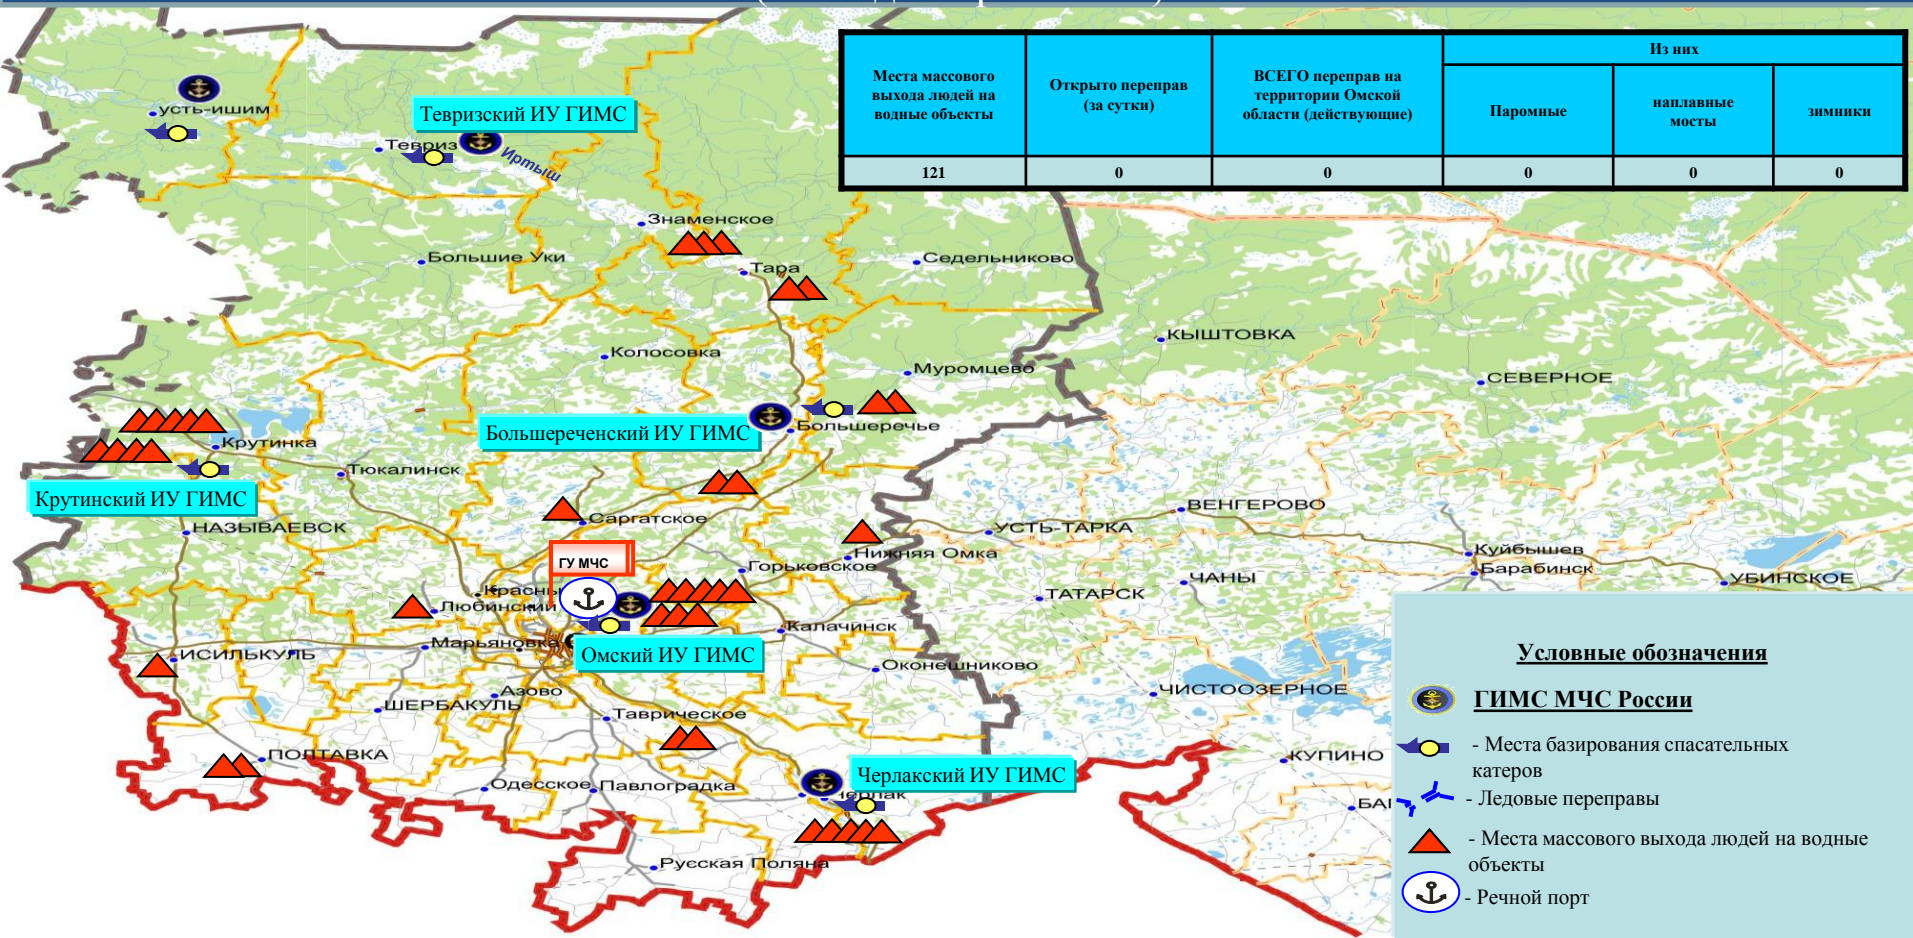 Места массового
выхода людей на
водные объекты
Открыто переправ
(за сутки)
ВСЕГО переправ на
территории Омской
области (действующие)
Из них
Паромные
наплавные
мосты
зимники
121
0
0
0
0
0
усть-ишим
Тевризский ИУ ГИМС
Тевриз
Иртыш
Знаменское
Большие Уки
Тара
Седельниково
КЫШТОВКА
Колосовка
Муромцево
СЕВЕРНОЕ
Большереченский ИУ ГИМС
Большеречье
Крутинка
Тюкалинск
Крутинский ИУ ГИМС
НАЗЫВАЕВСК
Саргатское
ВЕНГЕРОВО
УСТЬ-ТАРКА
Нижняя Омка
Куйбышев
Барабинск
ГУ МЧС
Горьковское
ЧАНЫ
УБИНСКОЕ
Красны
Любинский
ТАТАРСК
Калачинск
Марьяновка
Омский ИУ ГИМС
ИСИЛЬКУЛЬ
Оконешниково
Азово
ЧИСТООЗЕРНОЕ
ШЕРБАКУЛЬ
Таврическое
ПОЛТАВКА
КУПИНО
Черлакский ИУ ГИМС
Одесское
Павлоградка
Черлак
БАГ
Русская Поляна
Условные обозначения
ГИМС МЧС России
- Места базирования спасательных
катеров
- Ледовые переправы
- Места массового выхода людей на водные
объекты
- Речной порт